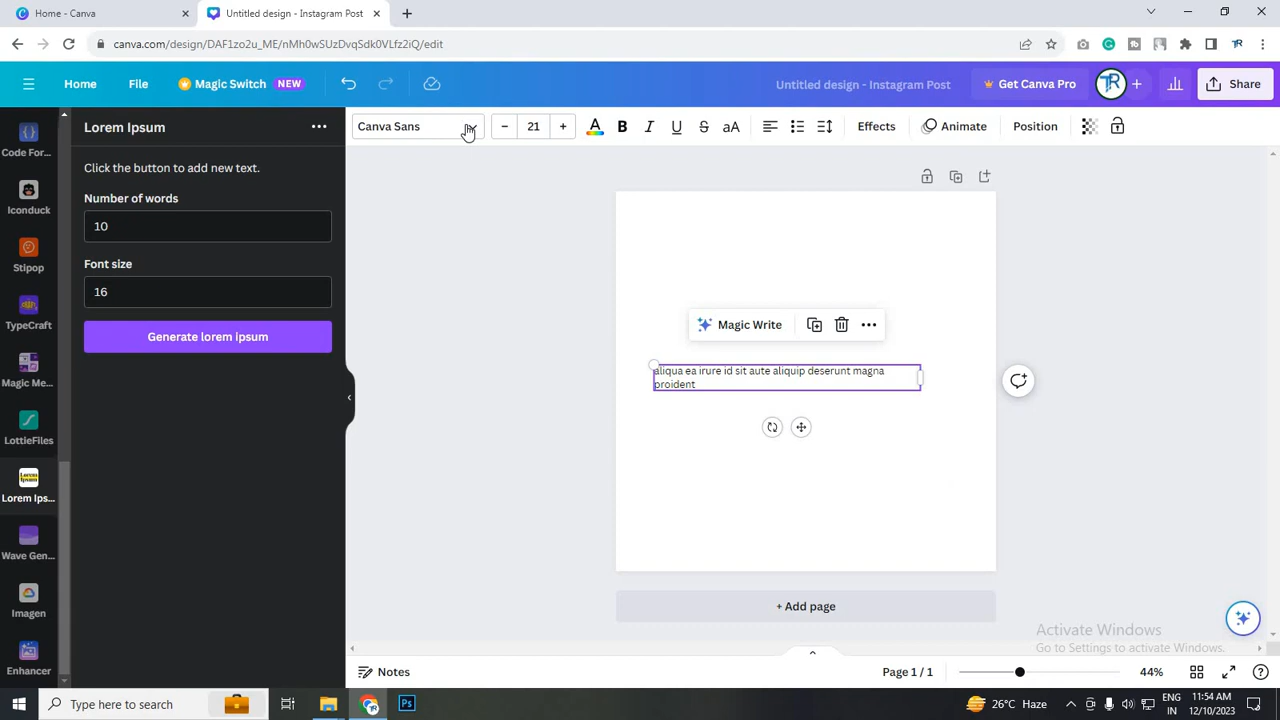 Home - Canva
Untitled design - Instagram Post
canva.com/design/DAF1zo2u_ME/nMh0wSUzDvqSdk0VLfz2iQ/edit
Home
File
Magic Switch NEW
Untitled design - Instagram Post
Get Canva Pro
Share
Canva Sans
21
A B I U S aA
Effects
Animate
Position
Lorem Ipsum
Click the button to add new text.
Number of words
10
Font size
16
Generate lorem ipsum
Code For...
Iconduck
Stipop
TypeCraft
Magic Me...
LottieFiles
Lorem Ips...
Wave Gen...
Imagen
Enhancer
Magic Write
aliqua ea irure id sit aute aliquip deserunt magna
proident
+ Add page
Activate Windows
Go to Settings to activate Windows.
Notes
Page 1 / 1
44%
Type here to search
Ps
26°C Haze
ENG
IN
11:54 AM
12/10/2023